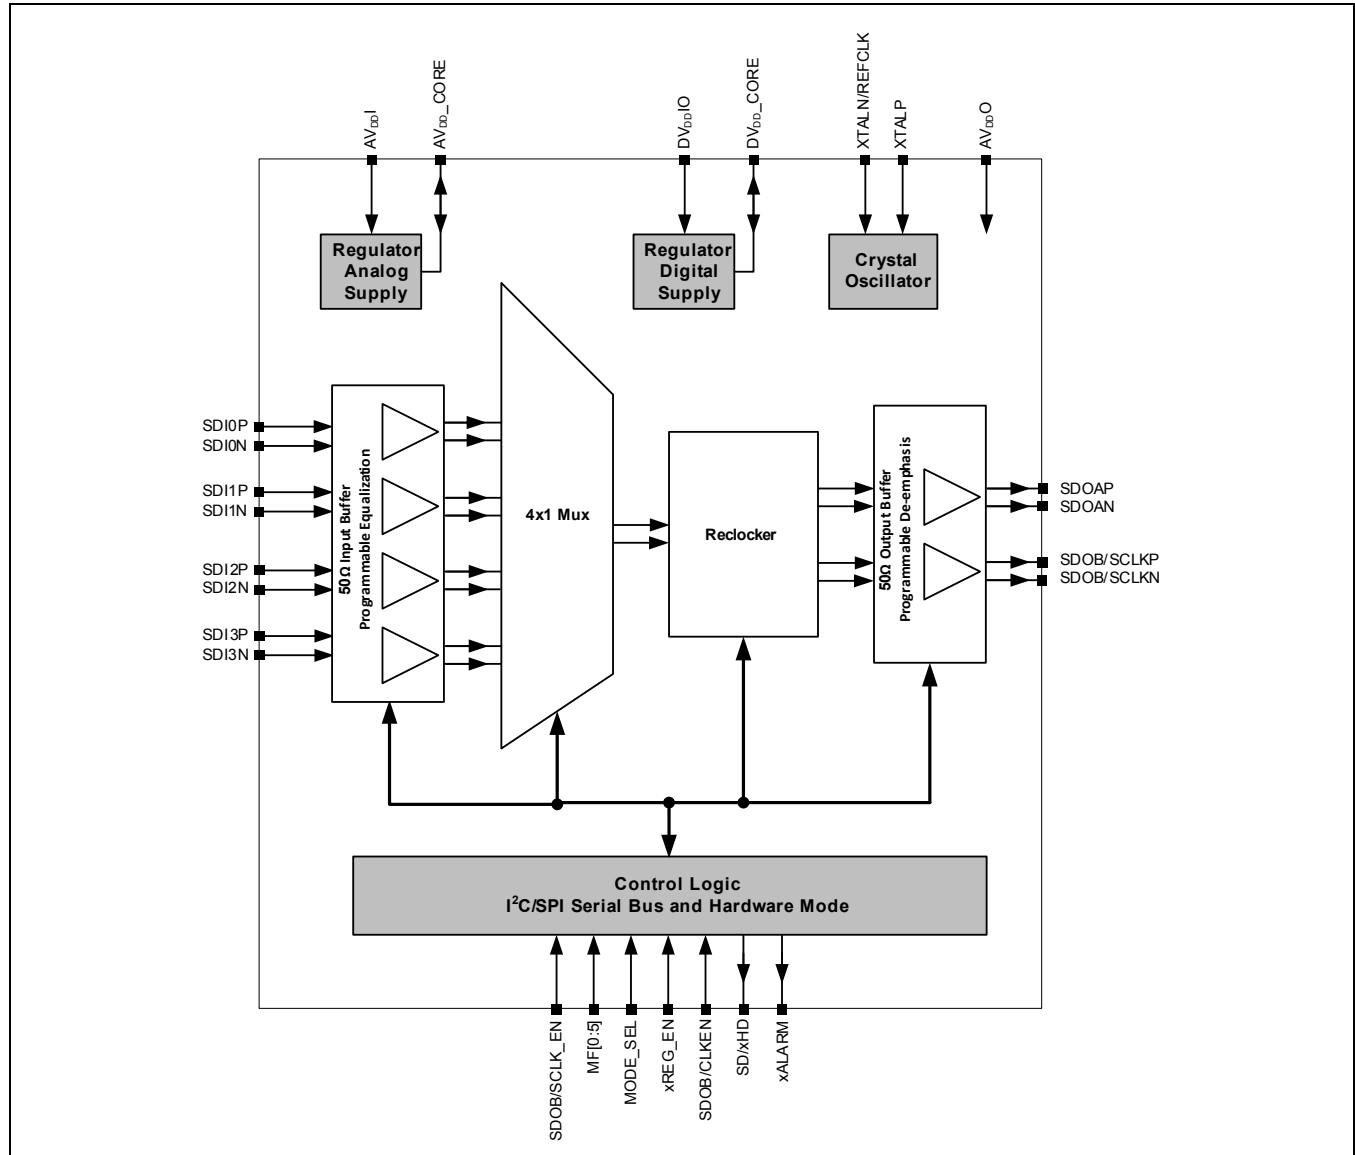 AVDDI
AVDD_CORE
DVDDIO
DVDD_CORE
XTALN/REFCLK
XTALP
AVDDO
Regulator
Analog
Supply
Regulator
Digital
Supply
Crystal
Oscillator
SDI0P
SDI0N
SDI1P
SDI1N
SDI2P
SDI2N
SDI3P
SDI3N
50Ω Input Buffer
Programmable Equalization
4x1 Mux
Reclocker
50Ω Output Buffer
Programmable De-emphasis
SDOAP
SDOAN
SDOB/SCLKP
SDOB/SCLKN
Control Logic
I²C/SPI Serial Bus and Hardware Mode
SDOB/SCLK_EN
MF[0:5]
MODE_SEL
xREG_EN
SDOB/CLKEN
SD/xHD
xALARM